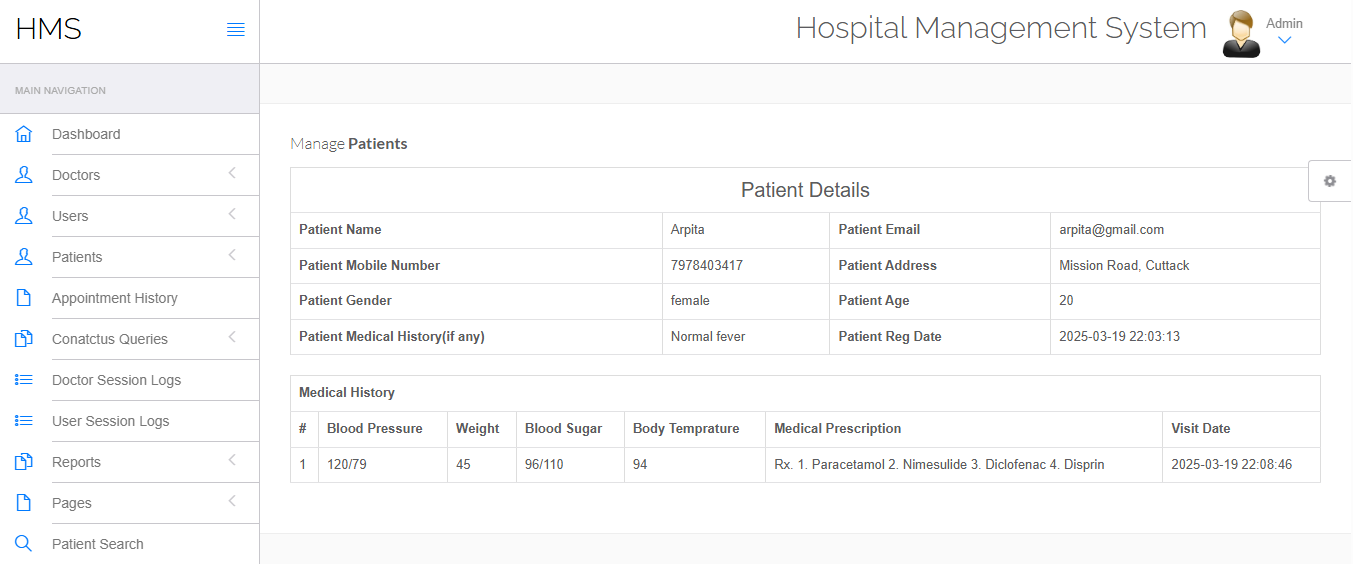 HMS
Hospital Management System
Admin
MAIN NAVIGATION
Dashboard
Doctors
Users
Patients
Appointment History
Conatctus Queries
Doctor Session Logs
User Session Logs
Reports
Pages
Patient Search
Manage Patients
Patient Details
Patient Name Arpita Patient Email arpita@gmail.com
Patient Mobile Number 7978403417 Patient Address Mission Road, Cuttack
Patient Gender female Patient Age 20
Patient Medical History(if any) Normal fever Patient Reg Date 2025-03-19 22:03:13
Medical History
# Blood Pressure Weight Blood Sugar Body Temprature Medical Prescription Visit Date
1 120/79 45 96/110 94 Rx. 1. Paracetamol 2. Nimesulide 3. Diclofenac 4. Disprin 2025-03-19 22:08:46